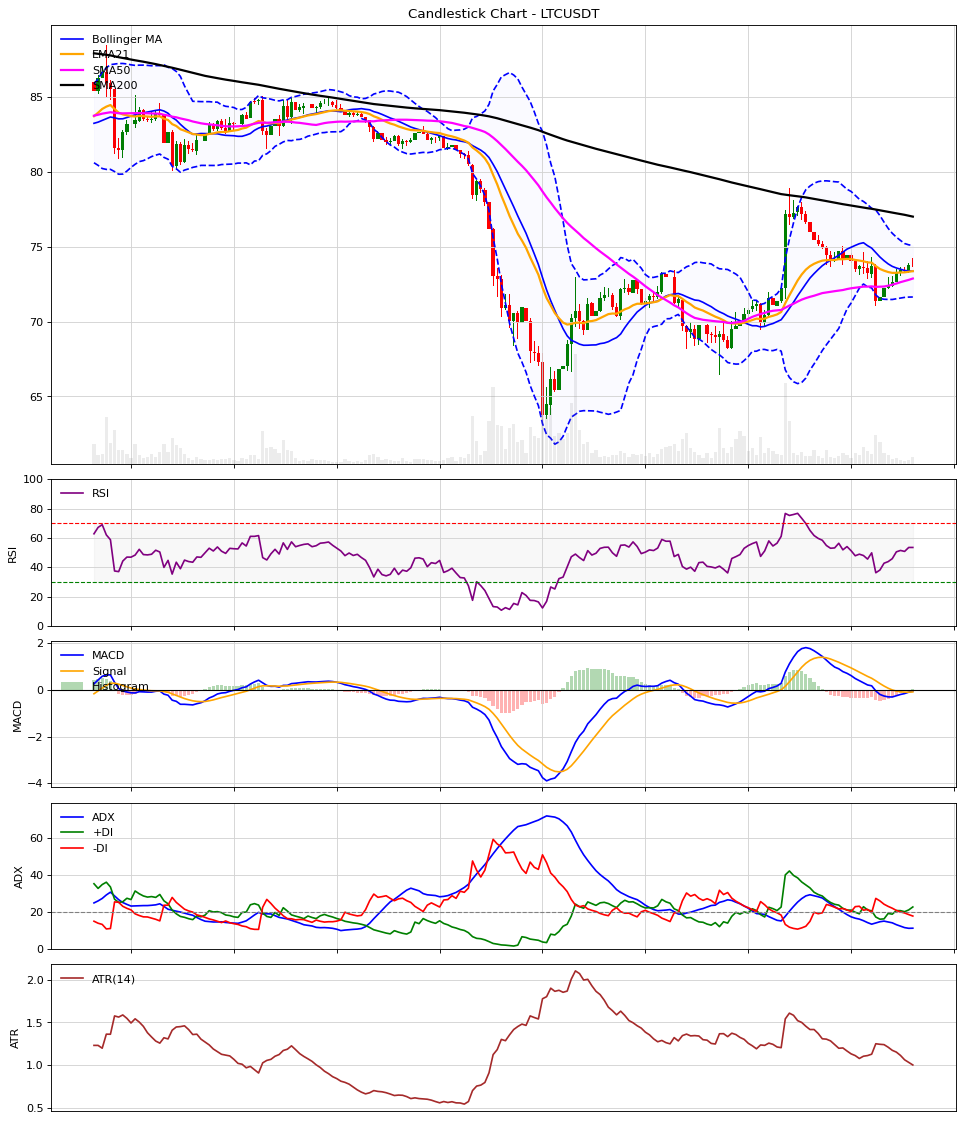 Candlestick Chart - LTCUSDT
Bollinger MA
EMA21
SMA50
SMA200
85
80
75
70
65
RSI
100
80
60
40
20
0
RSI
MACD
Signal
Histogram
2
0
−2
−4
MACD
ADX
+DI
-DI
60
40
20
0
ADX
ATR(14)
2.0
1.5
1.0
0.5
ATR